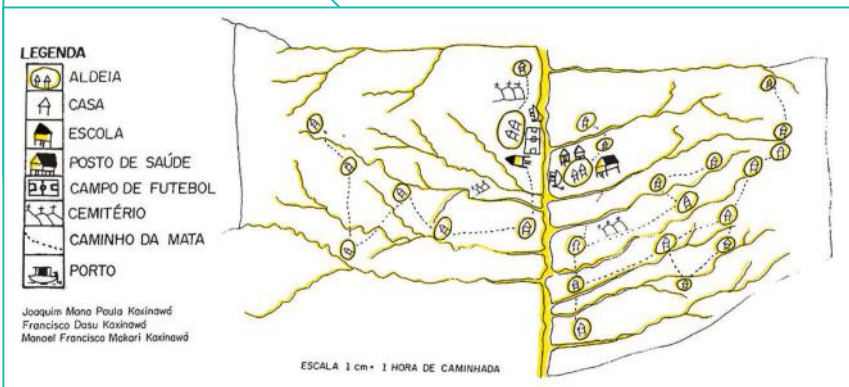 LEGENDA
ALDEIA
CASA
ESCOLA
POSTO DE SAÚDE
CAMPO DE FUTEBOL
CEMITÉRIO
CAMINHO DA MATA
PORTO
Joaquim Mana Paula Kaxinawá
Francisco Dasu Kaxinawá
Manoel Francisco Makari Kaxinawá
ESCALA 1 cm = 1 HORA DE CAMINHADA